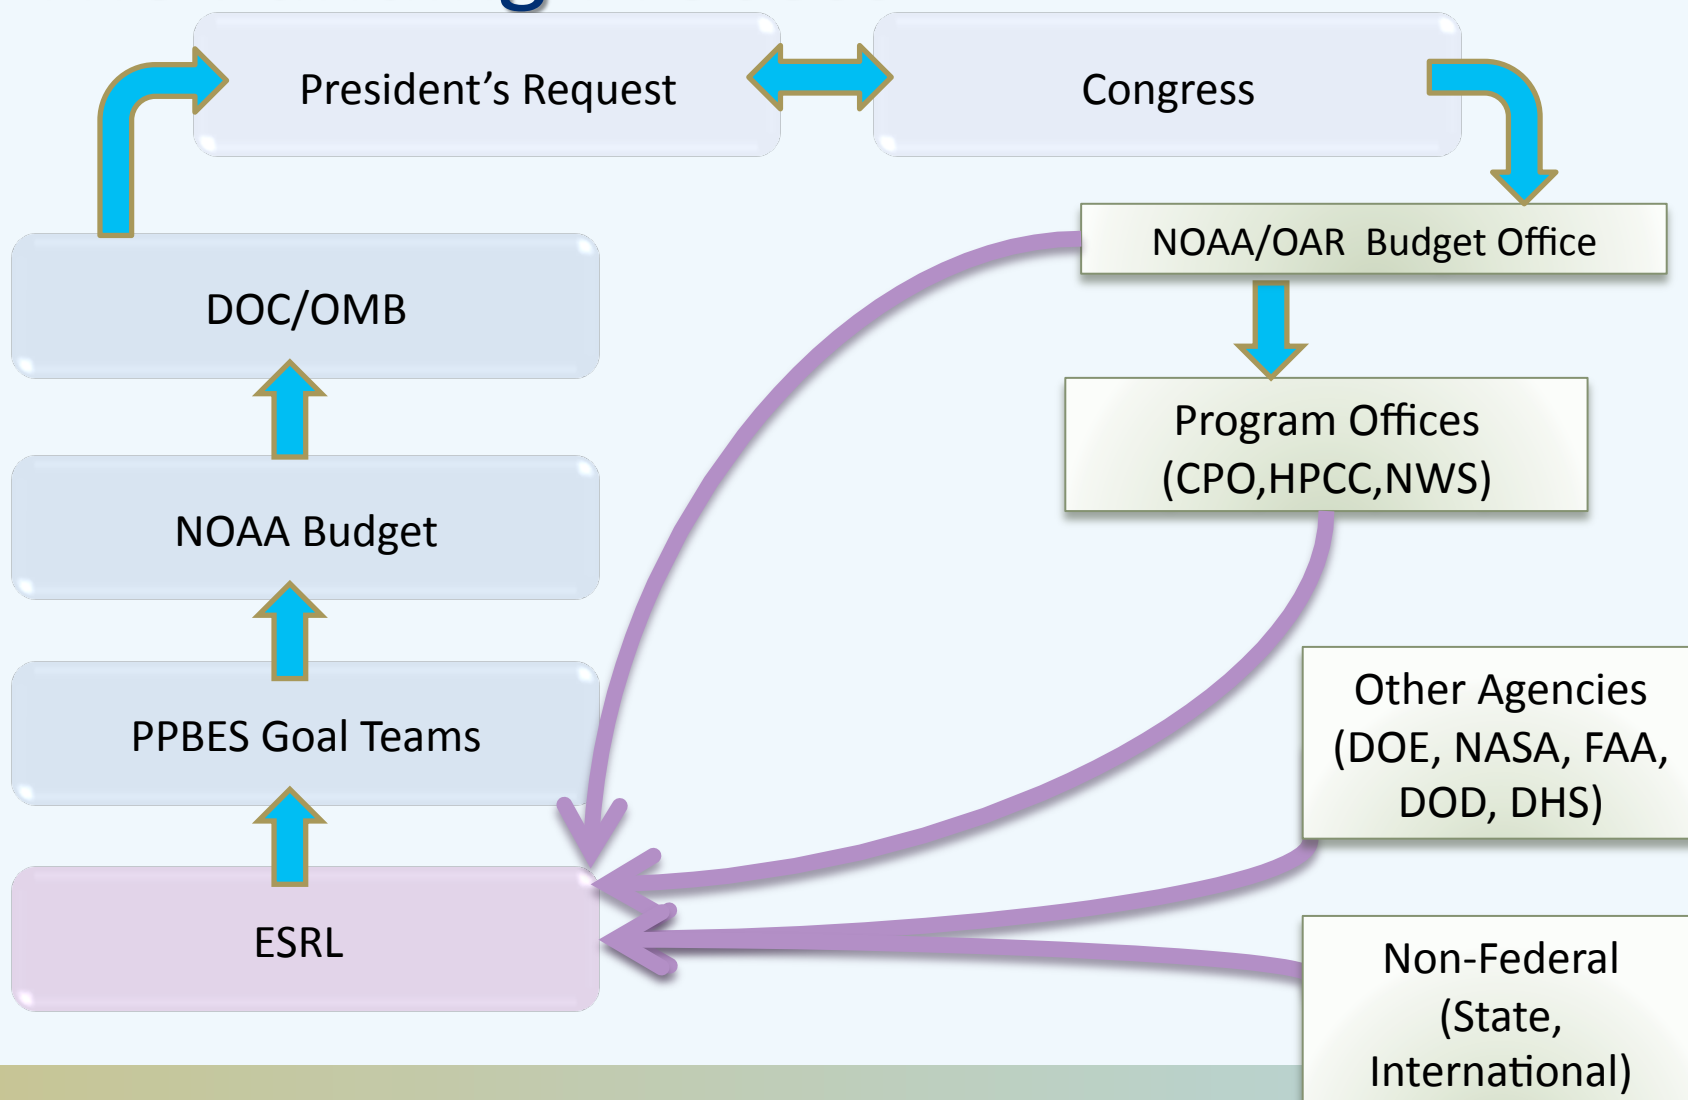 President’s Request
Congress
NOAA/OAR Budget Office
DOC/OMB
Program Offices
(CPO,HPCC,NWS)
NOAA Budget
Other Agencies
(DOE, NASA, FAA,
DOD, DHS)
PPBES Goal Teams
ESRL
Non-Federal
(State,
International)